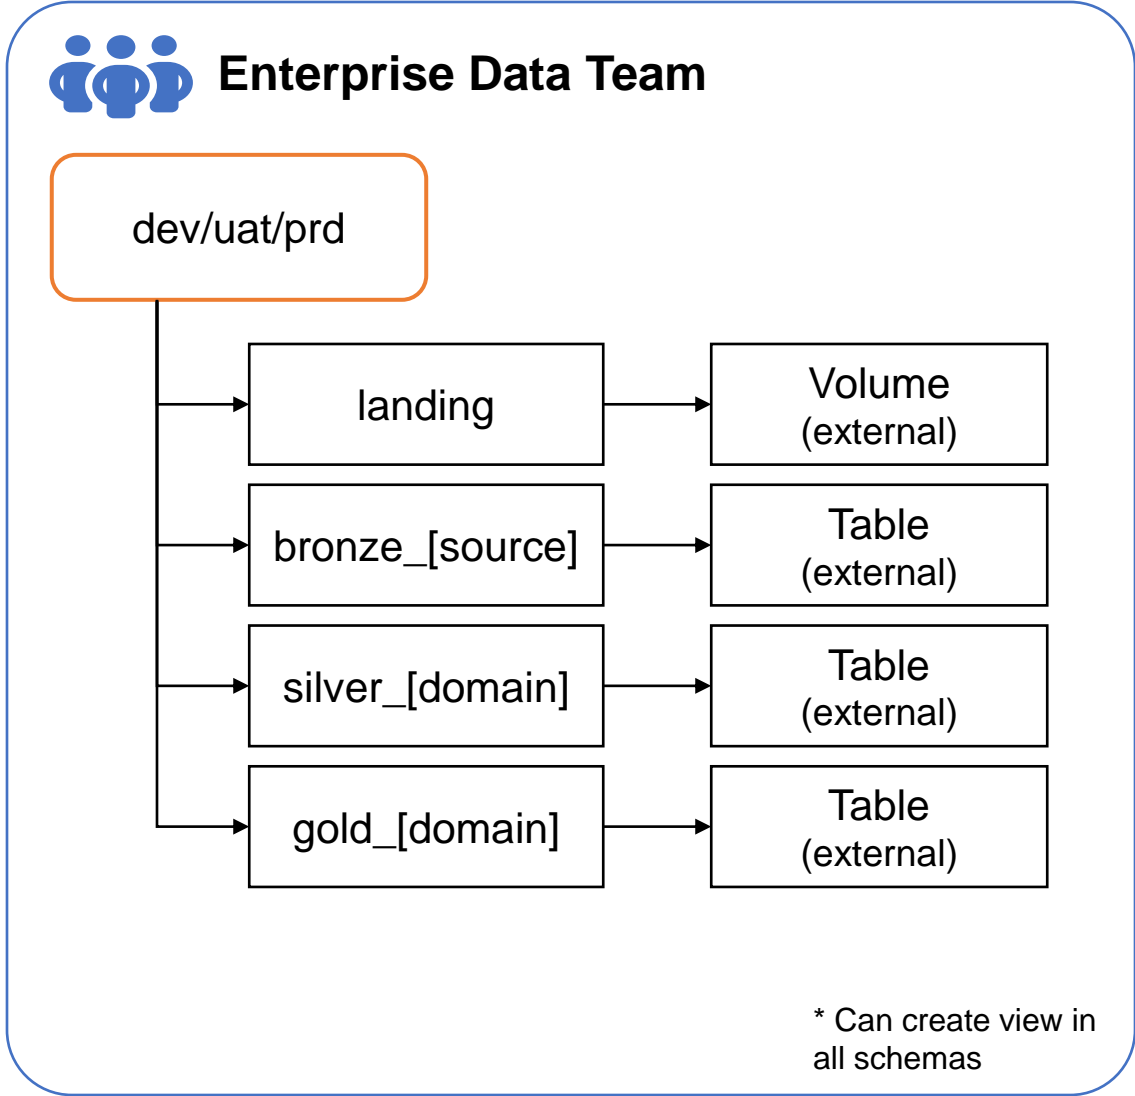 Enterprise Data Team
dev/uat/prd
landing
Volume
(external)
bronze_[source]
Table
(external)
silver_[domain]
Table
(external)
gold_[domain]
Table
(external)
* Can create view in
all schemas